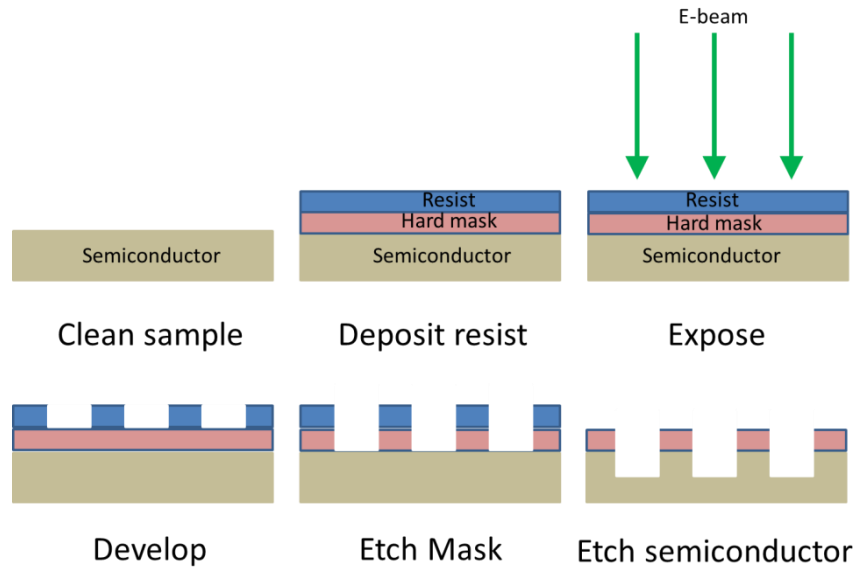 E-beam
Resist
Hard mask
Semiconductor
Resist
Hard mask
Semiconductor
Semiconductor
Clean sample
Deposit resist
Expose
Develop
Etch Mask
Etch semiconductor